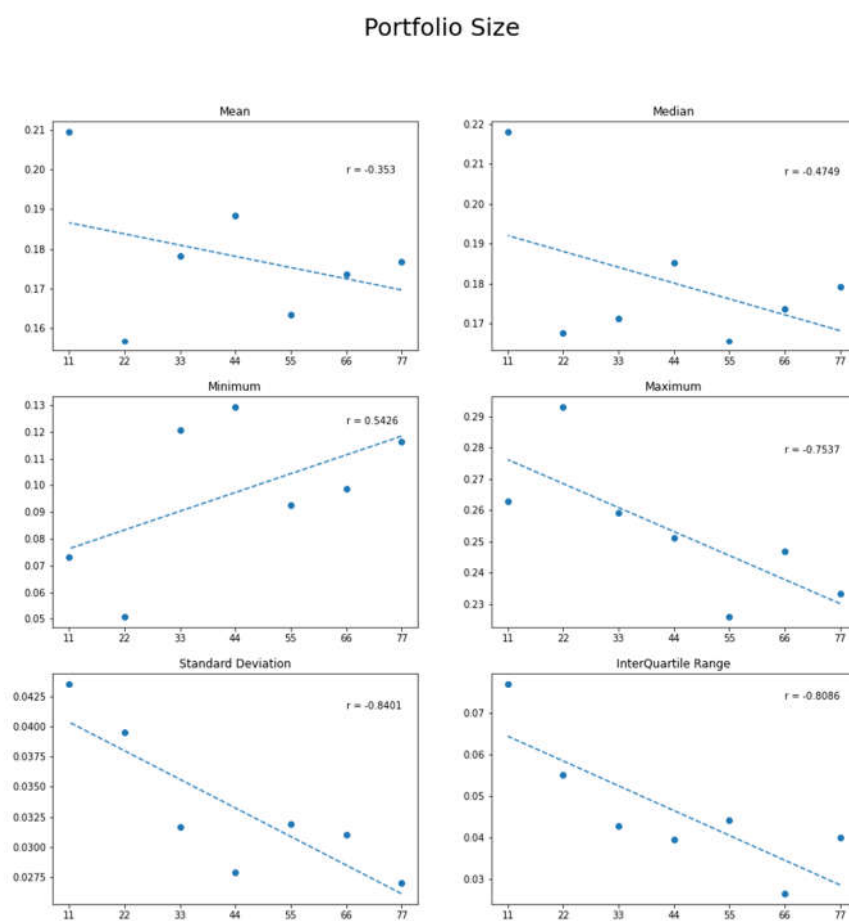 Portfolio Size
Mean
0.21
0.20
0.19
0.18
0.17
0.16
r = -0.353
11 22 33 44 55 66 77
Median
0.22
0.21
0.20
0.19
0.18
0.17
r = -0.4749
11 22 33 44 55 66 77
Minimum
0.13
0.12
0.11
0.10
0.09
0.08
0.07
0.06
0.05
r = 0.5426
11 22 33 44 55 66 77
Maximum
0.29
0.28
0.27
0.26
0.25
0.24
0.23
r = -0.7537
11 22 33 44 55 66 77
Standard Deviation
0.0425
0.0400
0.0375
0.0350
0.0325
0.0300
0.0275
r = -0.8401
11 22 33 44 55 66 77
InterQuartile Range
0.07
0.06
0.05
0.04
0.03
r = -0.8086
11 22 33 44 55 66 77